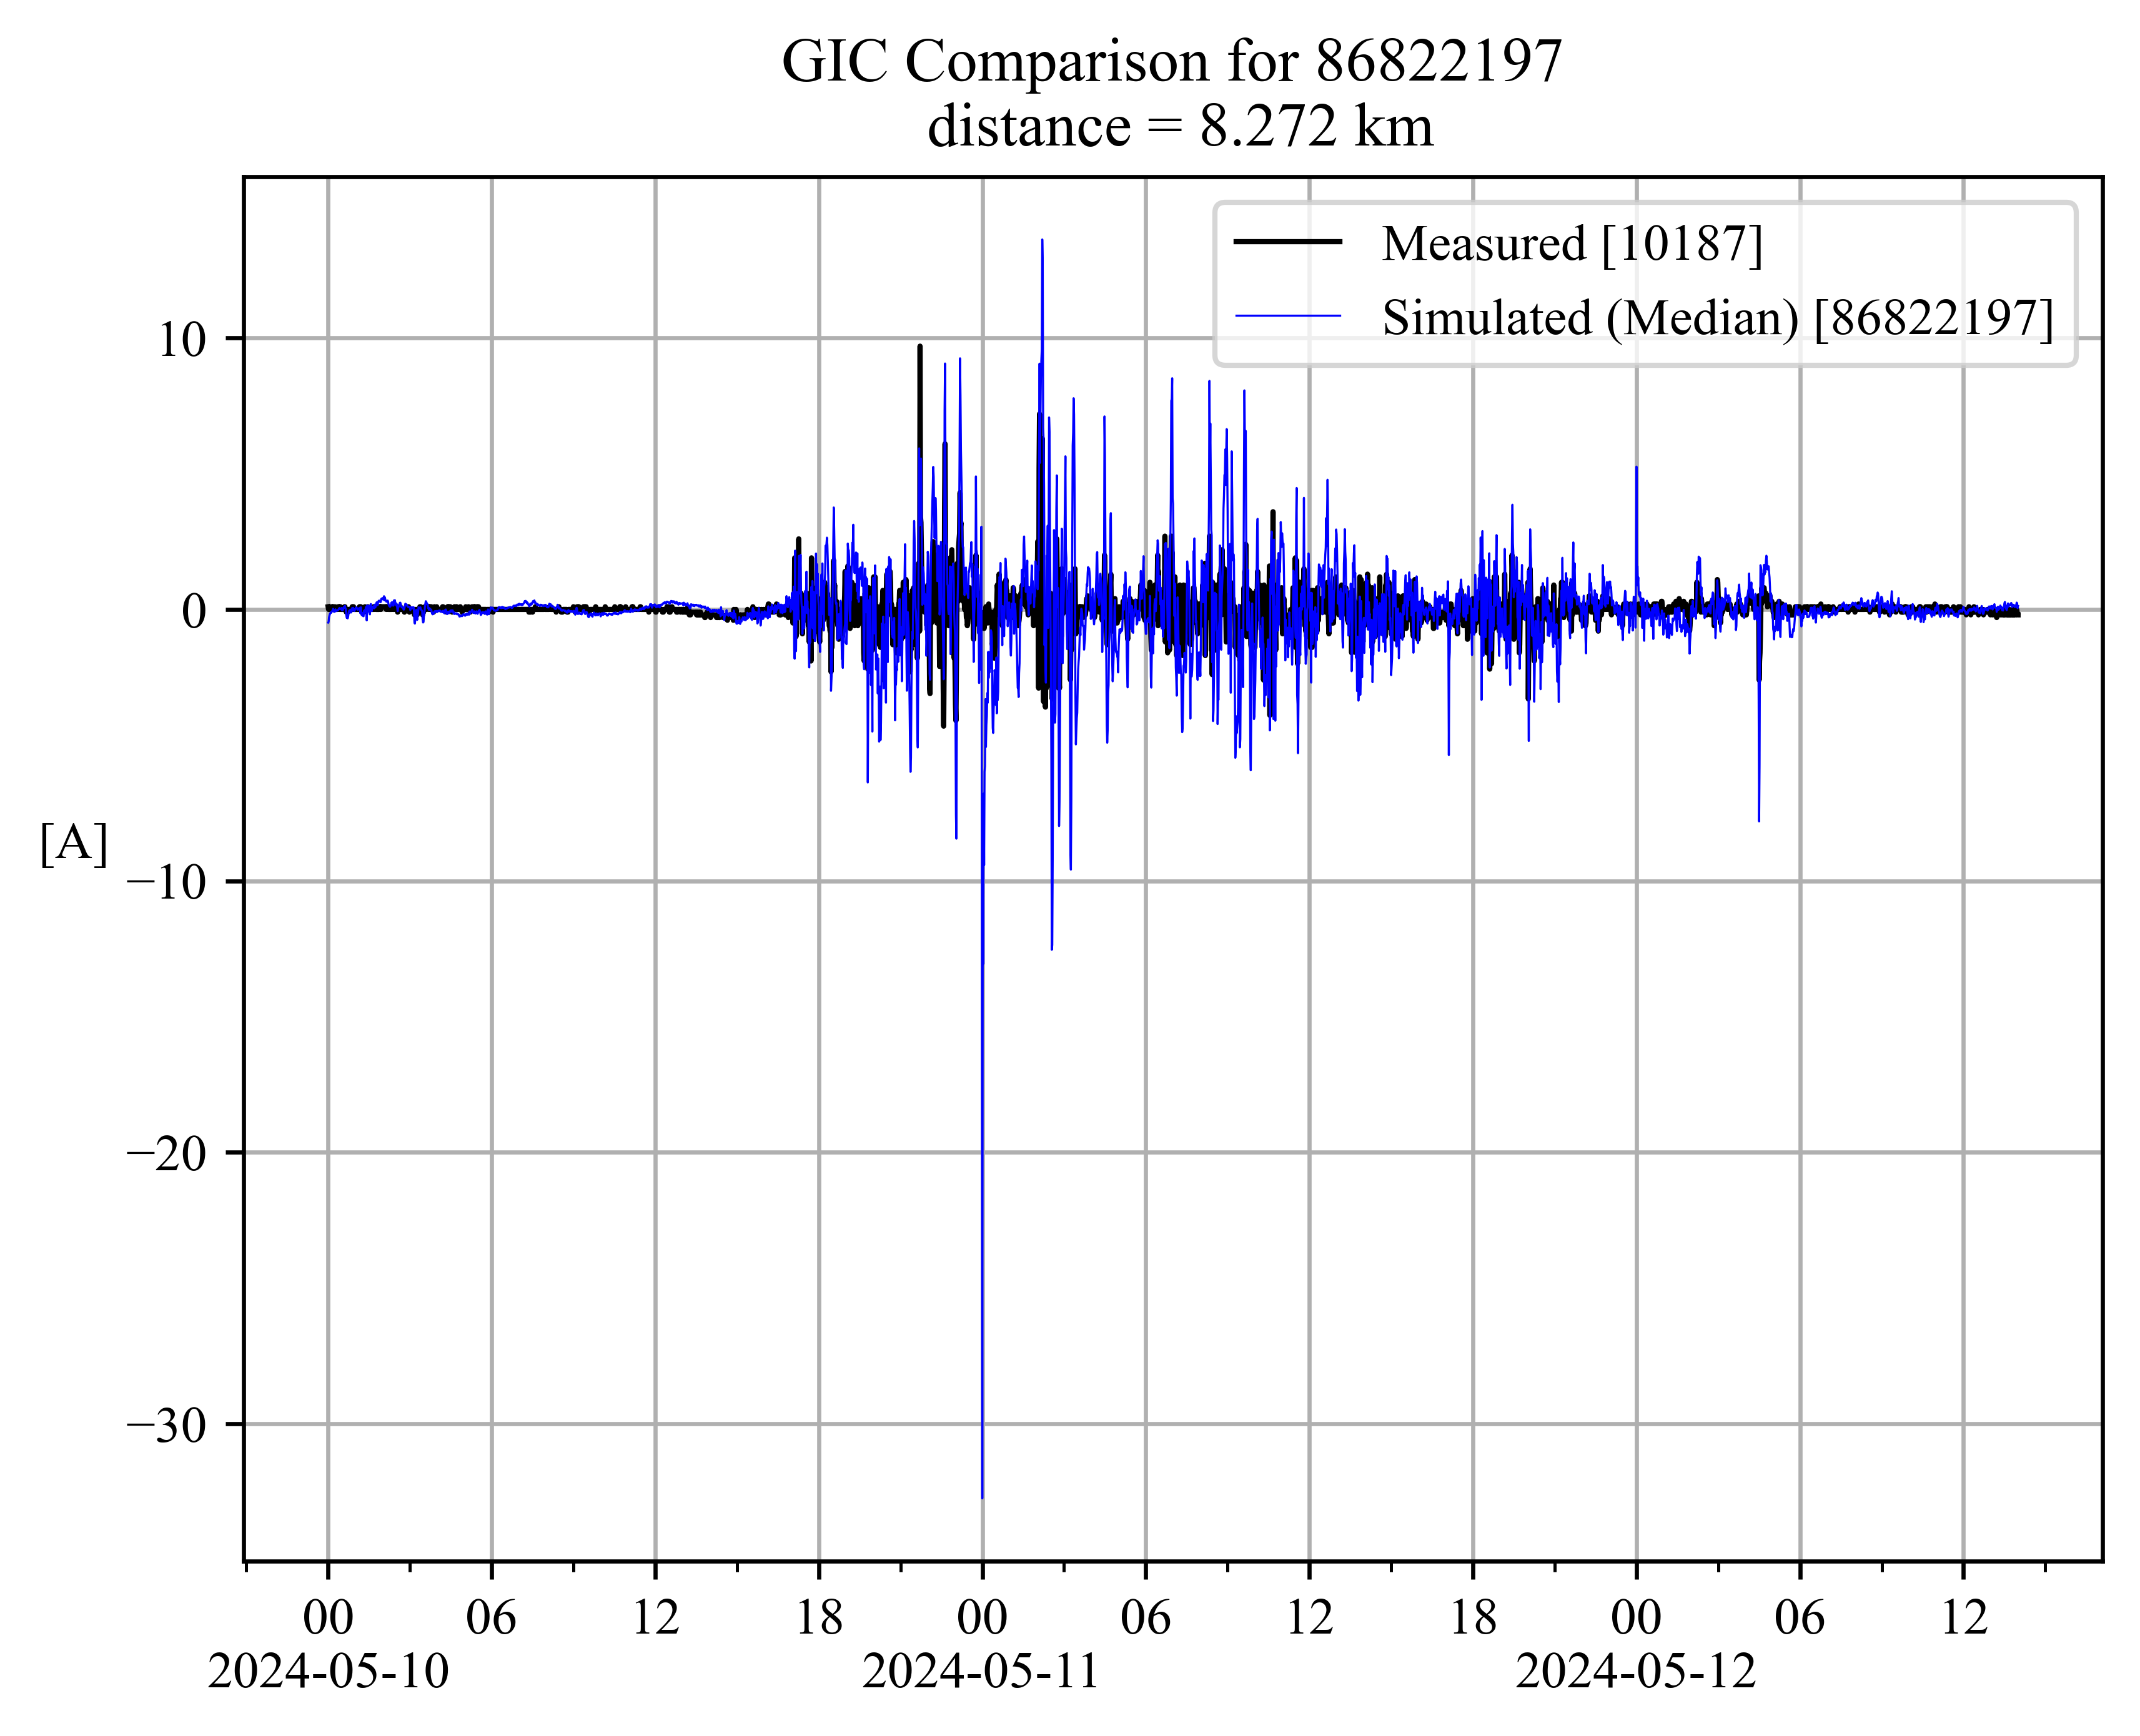 GIC Comparison for 86822197
distance = 8.272 km
Measured [10187]
Simulated (Median) [86822197]
10
0
[A]
−10
−20
−30
00 06 12 18 00 06 12 18 00 06 12
2024-05-10 2024-05-11 2024-05-12